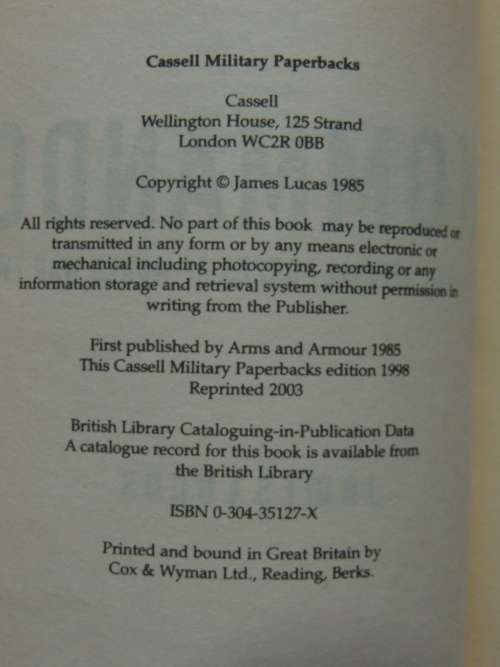 Cassell Military Paperbacks
Cassell
Wellington House, 125 Strand
London WC2R 0BB
Copyright © James Lucas 1985
All rights reserved. No part of this book may be reproduced or
transmitted in any form or by any means electronic or
mechanical including photocopying, recording or any
information storage and retrieval system without permission in
writing from the Publisher.
First published by Arms and Armour 1985
This Cassell Military Paperbacks edition 1998
Reprinted 2003
British Library Cataloguing-in-Publication Data
A catalogue record for this book is available from
the British Library
ISBN 0-304-35127-X
Printed and bound in Great Britain by
Cox & Wyman Ltd., Reading, Berks.